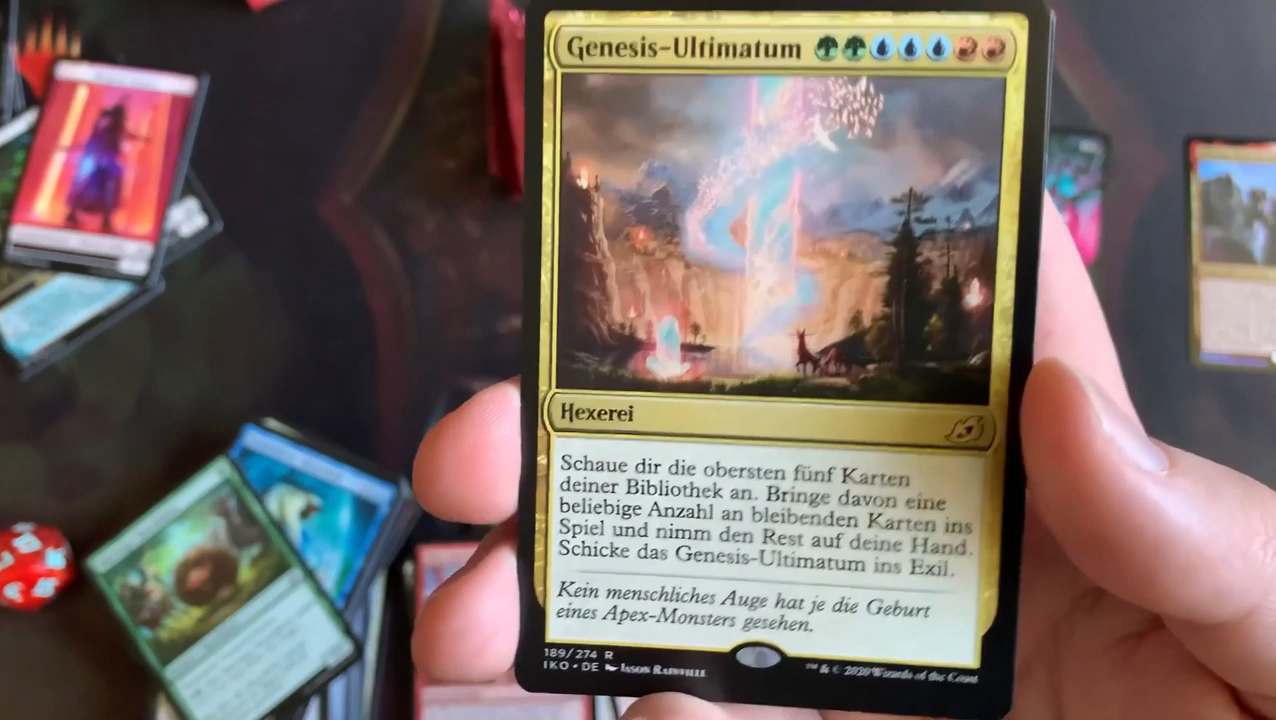 Genesis-Ultimatum
Hexerei
Schaue dir die obersten fünf Karten
deiner Bibliothek an. Bringe davon eine
beliebige Anzahl an bleibenden Karten ins
Spiel und nimm den Rest auf deine Hand.
Schicke das Genesis-Ultimatum ins Exil.
Kein menschliches Auge hat je die Geburt
eines Apex-Monsters gesehen.
189/274 R
IKO • DE Jason Rainville
™ & © 2020 Wizards of the Coast